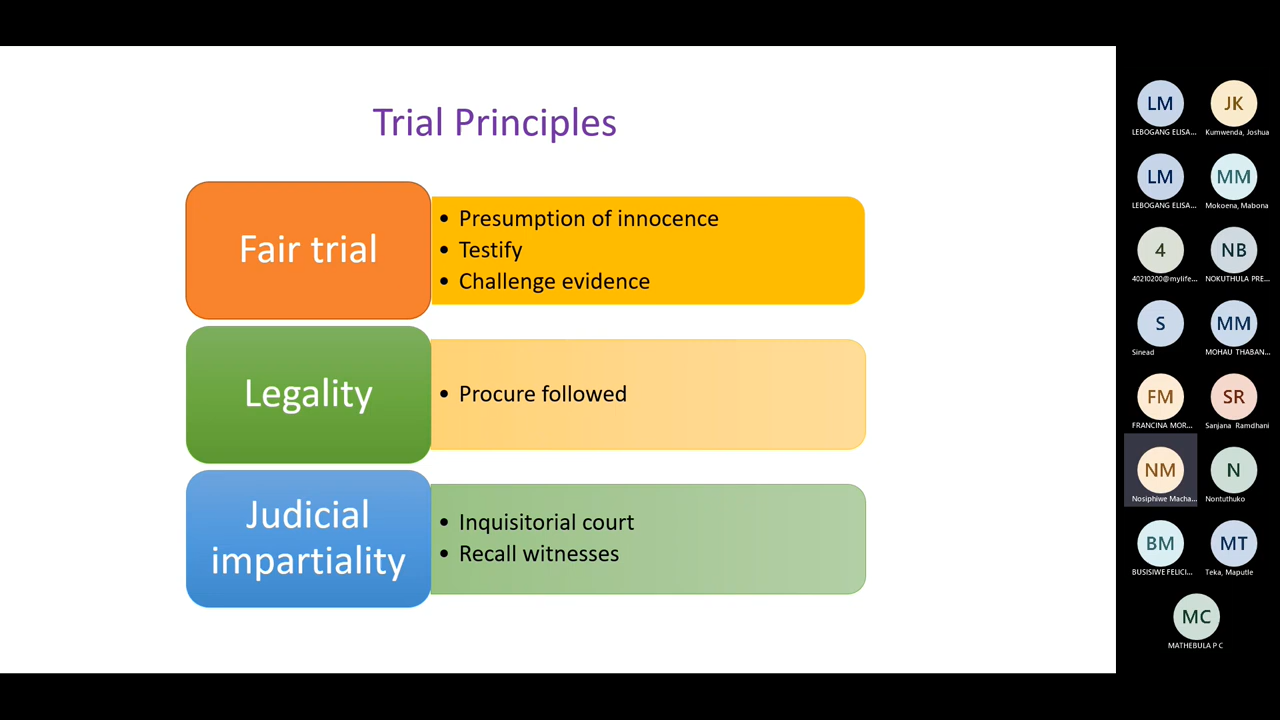 Trial Principles
Fair trial
• Presumption of innocence
• Testify
• Challenge evidence
Legality
• Procure followed
Judicial
impartiality
• Inquisitorial court
• Recall witnesses
LM
LEBOGANG ELISA...
JK
Kumwenda, Joshua
LM
LEBOGANG ELISA...
MM
Mokoena, Mabona
4
40210200@mylife...
NB
NOKUTHULA PRE...
S
Sinead
MM
MOHAU THABAN...
FM
FRANCINA MOR...
SR
Sanjana Ramdhani
NM
Nosiphiwe Macha...
N
Nontuthuko
BM
BUSISIWE FELICI...
MT
Teka, Maputle
MC
MATHEBULA P C